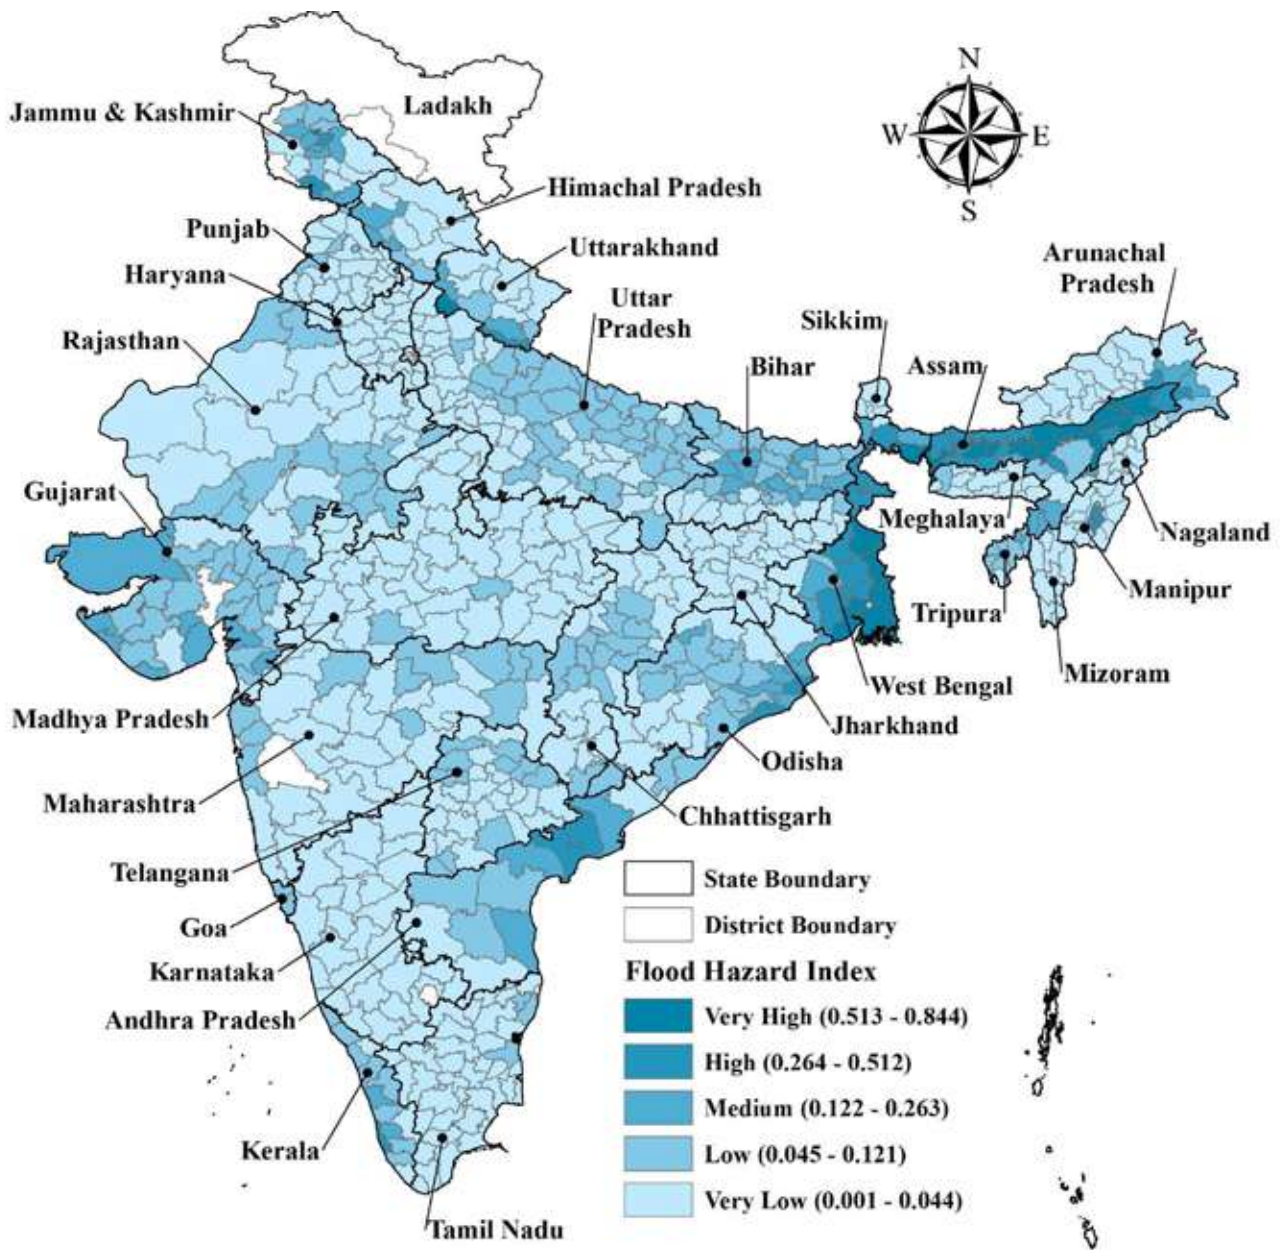 N
W E
S
Ladakh
Jammu & Kashmir
Himachal Pradesh
Punjab
Uttarakhand
Haryana
Uttar
Pradesh
Arunachal
Pradesh
Sikkim
Rajasthan
Bihar
Assam
Gujarat
Meghalaya
Nagaland
Manipur
Tripura
Mizoram
West Bengal
Madhya Pradesh
Jharkhand
Odisha
Maharashtra
Chhattisgarh
Telangana
Goa
Karnataka
Andhra Pradesh
Kerala
Tamil Nadu
State Boundary
District Boundary
Flood Hazard Index
Very High (0.513 - 0.844)
High (0.264 - 0.512)
Medium (0.122 - 0.263)
Low (0.045 - 0.121)
Very Low (0.001 - 0.044)